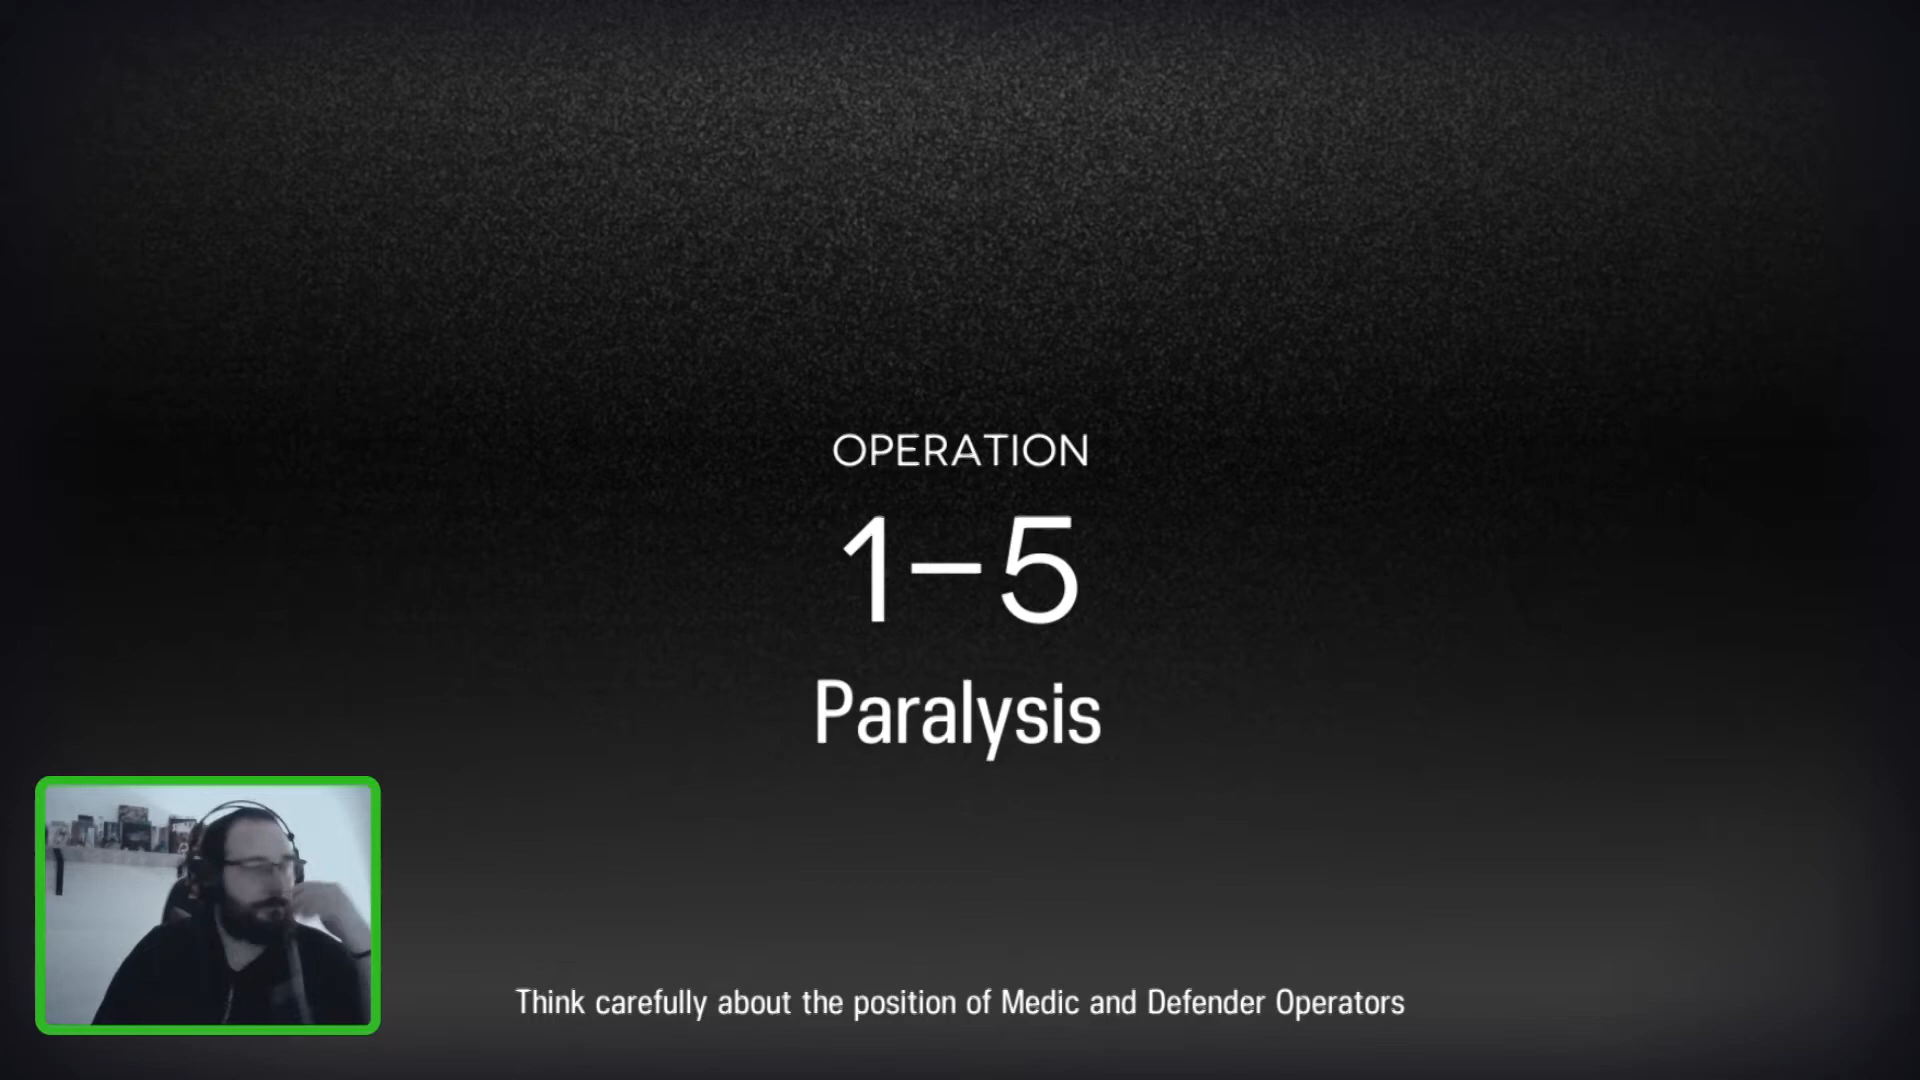 OPERATION
1–5
Paralysis
Think carefully about the position of Medic and Defender Operators